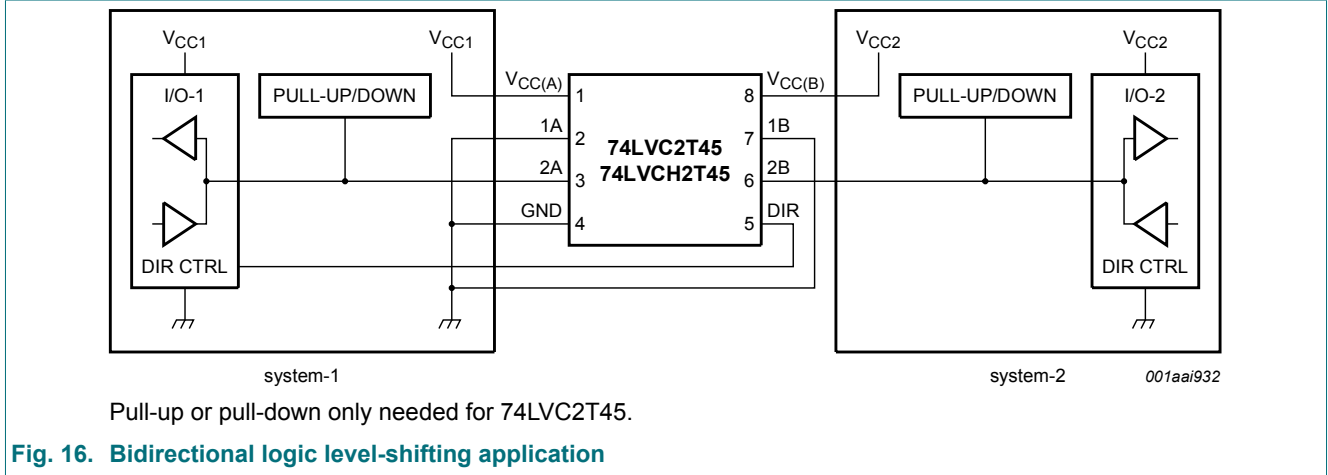 VCC1
VCC1
VCC2
VCC2
I/O-1
PULL-UP/DOWN
VCC(A)
1
8
VCC(B)
PULL-UP/DOWN
I/O-2
1A
2
74LVC2T45
7
1B
2A
3
74LVCH2T45
6
2B
GND
4
5
DIR
DIR CTRL
DIR CTRL
system-1
system-2
001aai932
Pull-up or pull-down only needed for 74LVC2T45.
Fig. 16. Bidirectional logic level-shifting application